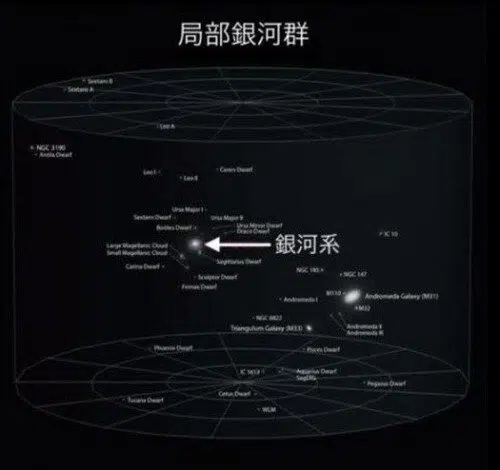 局部銀河群
Sextans B
Sextans A
Leo A
NGC 3190
Antlia Dwarf
Leo I
Canes Dwarf
Leo II
Ursa Major I
Ursa Major II
Sextans Dwarf
Bootes Dwarf
Ursa Minor Dwarf
Draco Dwarf
IC 10
銀河系
Large Magellanic Cloud
Small Magellanic Cloud
Carina Dwarf
Sagittarius Dwarf
Sculptor Dwarf
Fornax Dwarf
NGC 185
NGC 147
M110
Andromeda Galaxy (M31)
Andromeda I
M32
NGC 6822
Triangulum Galaxy (M33)
Andromeda II
Andromeda III
Phoenix Dwarf
Pisces Dwarf
IC 1613
Aquarius Dwarf
SagDIG
Pegasus Dwarf
Cetus Dwarf
Tucana Dwarf
WLM